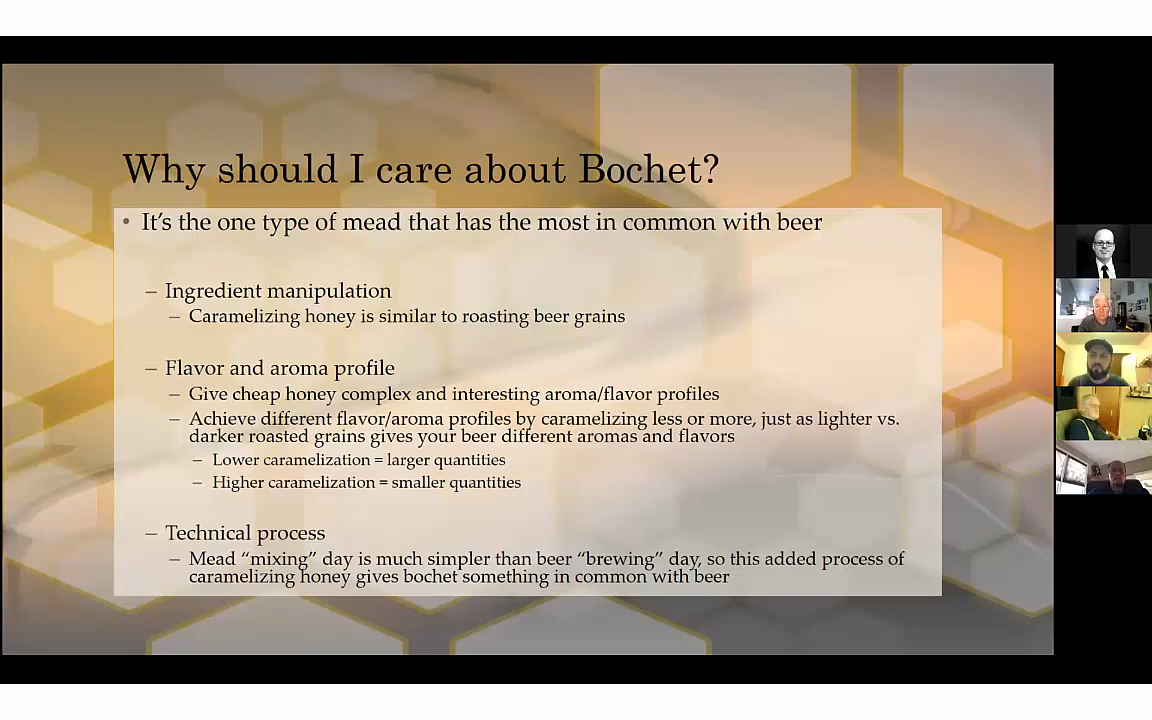 Why should I care about Bochet?
• It’s the one type of mead that has the most in common with beer
– Ingredient manipulation
– Caramelizing honey is similar to roasting beer grains
– Flavor and aroma profile
– Give cheap honey complex and interesting aroma/flavor profiles
– Achieve different flavor/aroma profiles by caramelizing less or more, just as lighter vs.
darker roasted grains gives your beer different aromas and flavors
– Lower caramelization = larger quantities
– Higher caramelization = smaller quantities
– Technical process
– Mead “mixing” day is much simpler than beer “brewing” day, so this added process of
caramelizing honey gives bochet something in common with beer